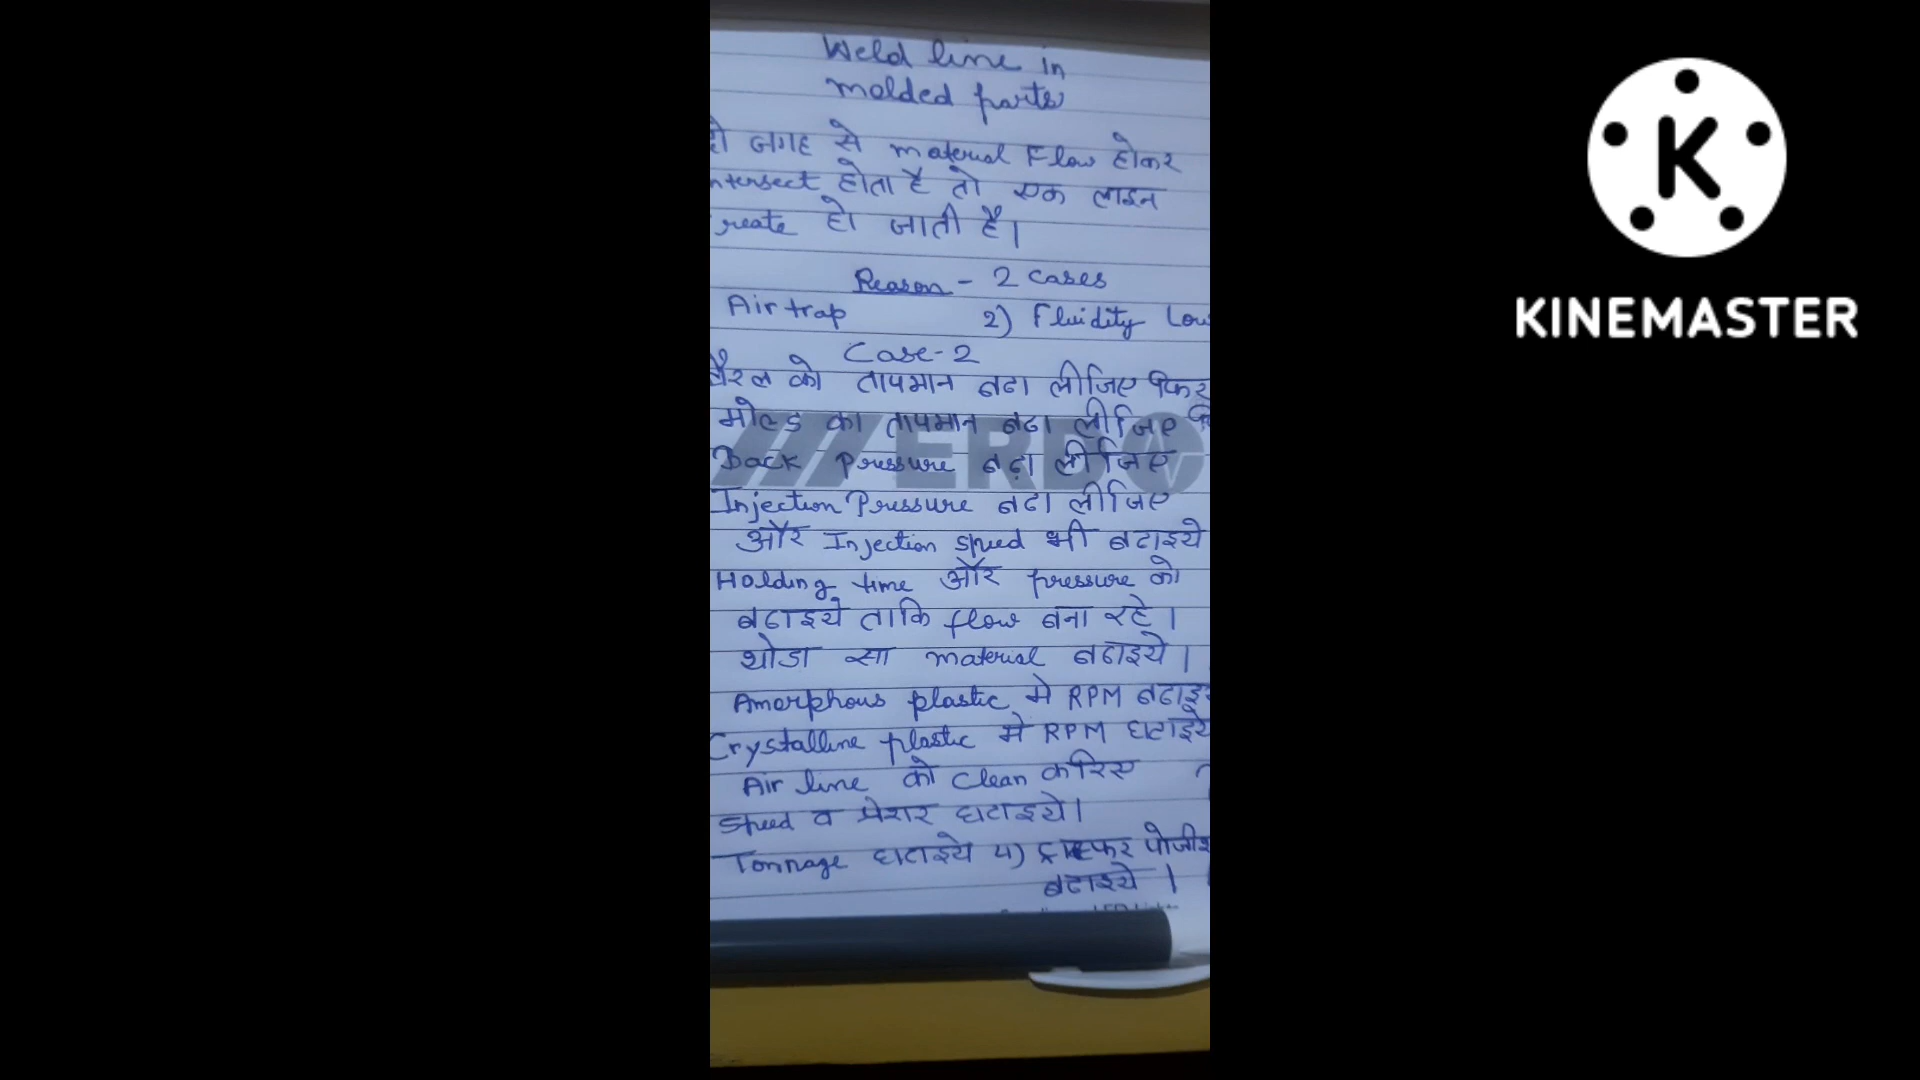 Weld line in
molded parts
दो जगह से material Flow होकर
ntersect होता है तो एक लाइन
reate हो जाती है।
Reason - 2 cases
Air trap 2) Fluidity Low
Case-2
बैरल को तापमान बढा लीजिए फिर
मोल्ड का तापमान बढा लीजिए
Back Pressure बढ़ा लीजिए
Injection Pressure बढा लीजिए
और Injection speed भी बढाइये
Holding time और pressure को
बढाइये ताकि flow बना रहे।
थोडा सा material बढाइये।
Amorphous plastic मे RPM बढाइ
Crystalline plastic मे RPM घटाइये
Air line को clean करिए
speed व प्रेशर घटाइये।
Tonnage घटाइये 4) पोजीश
बढाइये।
K
KINEMASTER